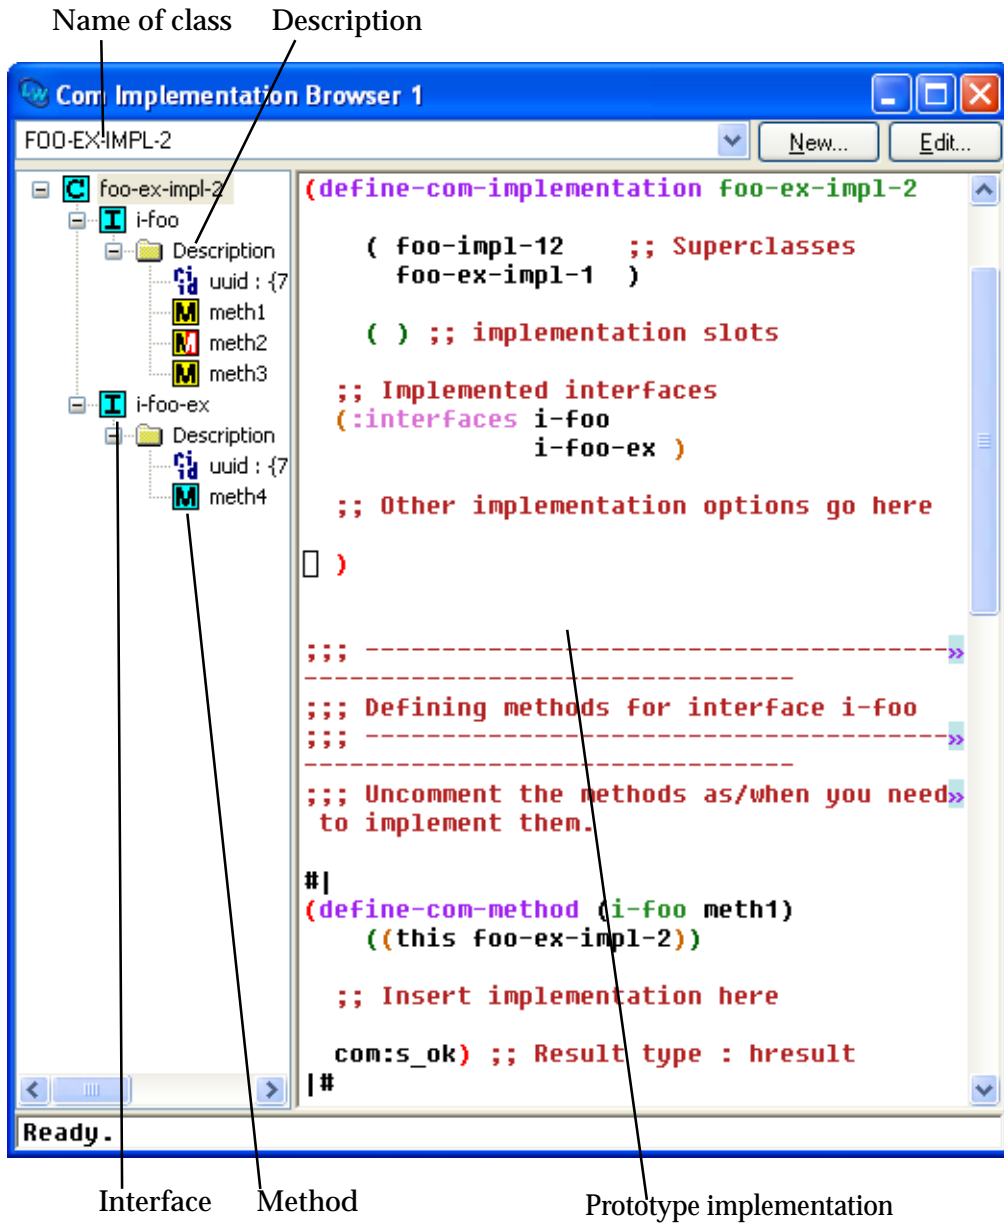 Name of class Description
Com Implementation Browser 1
FOO-EX-IMPL-2 New... Edit...
foo-ex-impl-2
i-foo
Description
uuid : {7
meth1
meth2
meth3
i-foo-ex
Description
uuid : {7
meth4
(define-com-implementation foo-ex-impl-2
( foo-impl-12 ;; Superclasses
foo-ex-impl-1 )
( ) ;; implementation slots
;; Implemented interfaces
(:interfaces i-foo
i-foo-ex )
;; Other implementation options go here
)
;;; ----------------------------------------»
---------------------------------
;;; Defining methods for interface i-foo
;;; ----------------------------------------»
---------------------------------
;;; Uncomment the methods as/when you need»
to implement them.
#|
(define-com-method (i-foo meth1)
((this foo-ex-impl-2))
;; Insert implementation here
com:s_ok) ;; Result type : hresult
|#
Ready.
Interface Method Prototype implementation